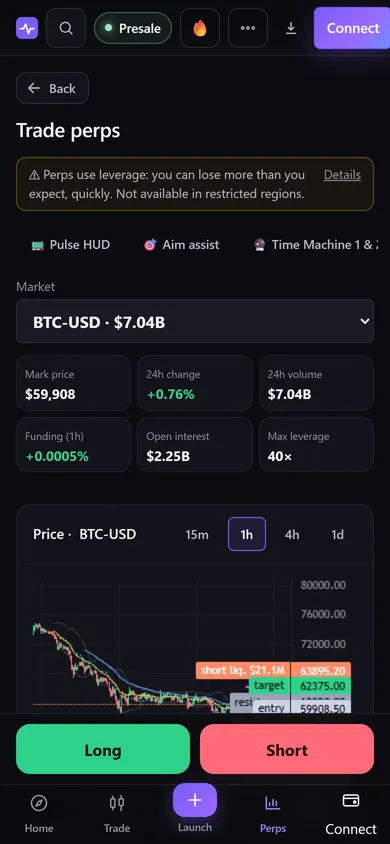 Presale
Connect
Back
Trade perps
⚠ Perps use leverage: you can lose more than you
expect, quickly. Not available in restricted regions.
Details
Pulse HUD
Aim assist
Time Machine 1 &
Market
BTC-USD · $7.04B
Mark price
$59,908
24h change
+0.76%
24h volume
$7.04B
Funding (1h)
+0.0005%
Open interest
$2.25B
Max leverage
40×
Price · BTC-USD
15m
1h
4h
1d
80000.00
76000.00
72000.00
short liq. $21.1M 63895.20
target 62375.00
entry 59908.50
Long
Short
Home
Trade
Launch
Perps
Connect